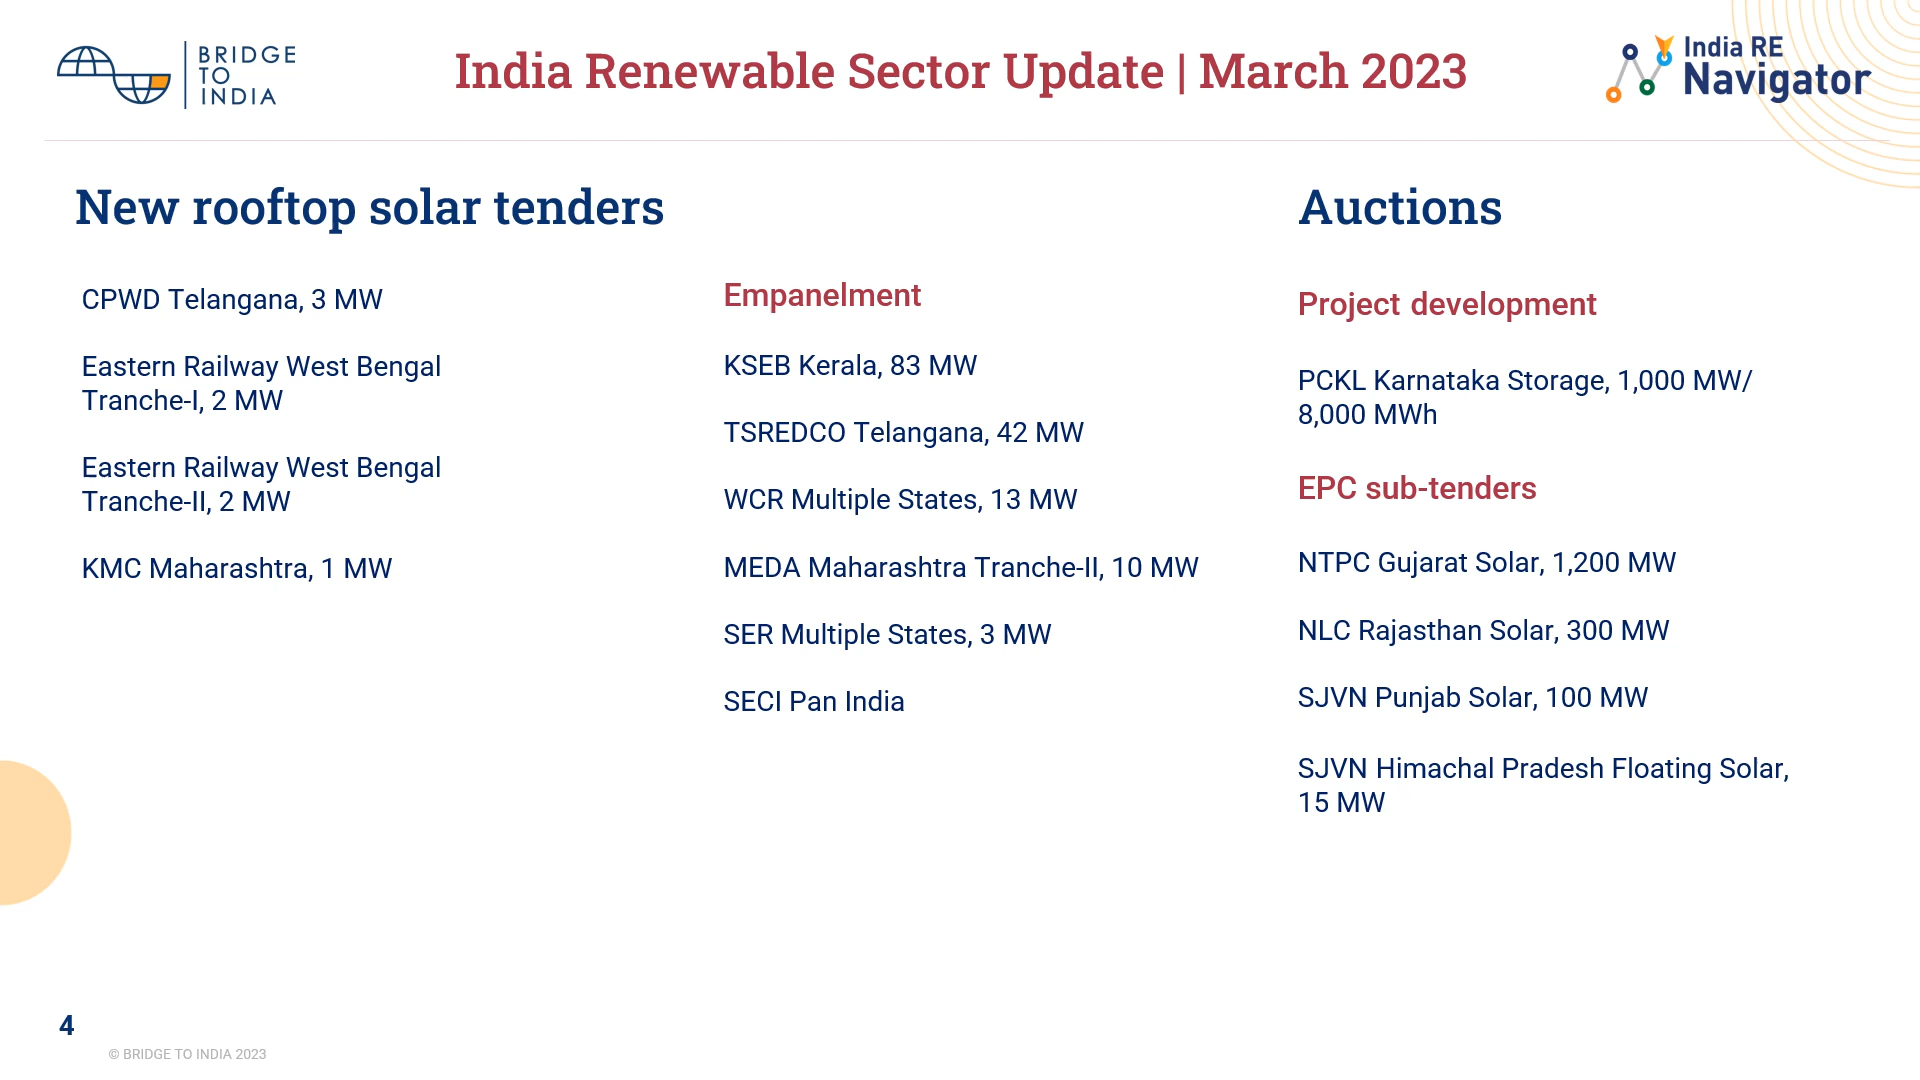 BRIDGE
TO
INDIA
India Renewable Sector Update | March 2023
India RE
Navigator
New rooftop solar tenders
CPWD Telangana, 3 MW
Eastern Railway West Bengal
Tranche-I, 2 MW
Eastern Railway West Bengal
Tranche-II, 2 MW
KMC Maharashtra, 1 MW
Empanelment
KSEB Kerala, 83 MW
TSREDCO Telangana, 42 MW
WCR Multiple States, 13 MW
MEDA Maharashtra Tranche-II, 10 MW
SER Multiple States, 3 MW
SECI Pan India
Auctions
Project development
PCKL Karnataka Storage, 1,000 MW/
8,000 MWh
EPC sub-tenders
NTPC Gujarat Solar, 1,200 MW
NLC Rajasthan Solar, 300 MW
SJVN Punjab Solar, 100 MW
SJVN Himachal Pradesh Floating Solar,
15 MW
4
© BRIDGE TO INDIA 2023